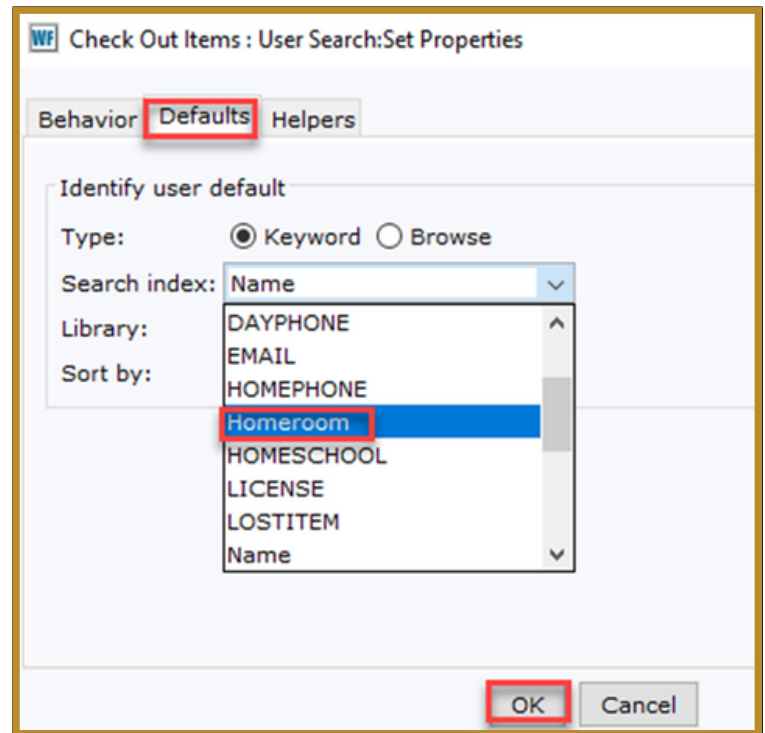 WF Check Out Items : User Search:Set Properties
Behavior Defaults Helpers
Identify user default
Type: Keyword Browse
Search index: Name
Library:
Sort by:
DAYPHONE
EMAIL
HOMEPHONE
Homeroom
HOMESCHOOL
LICENSE
LOSTITEM
Name
OK Cancel